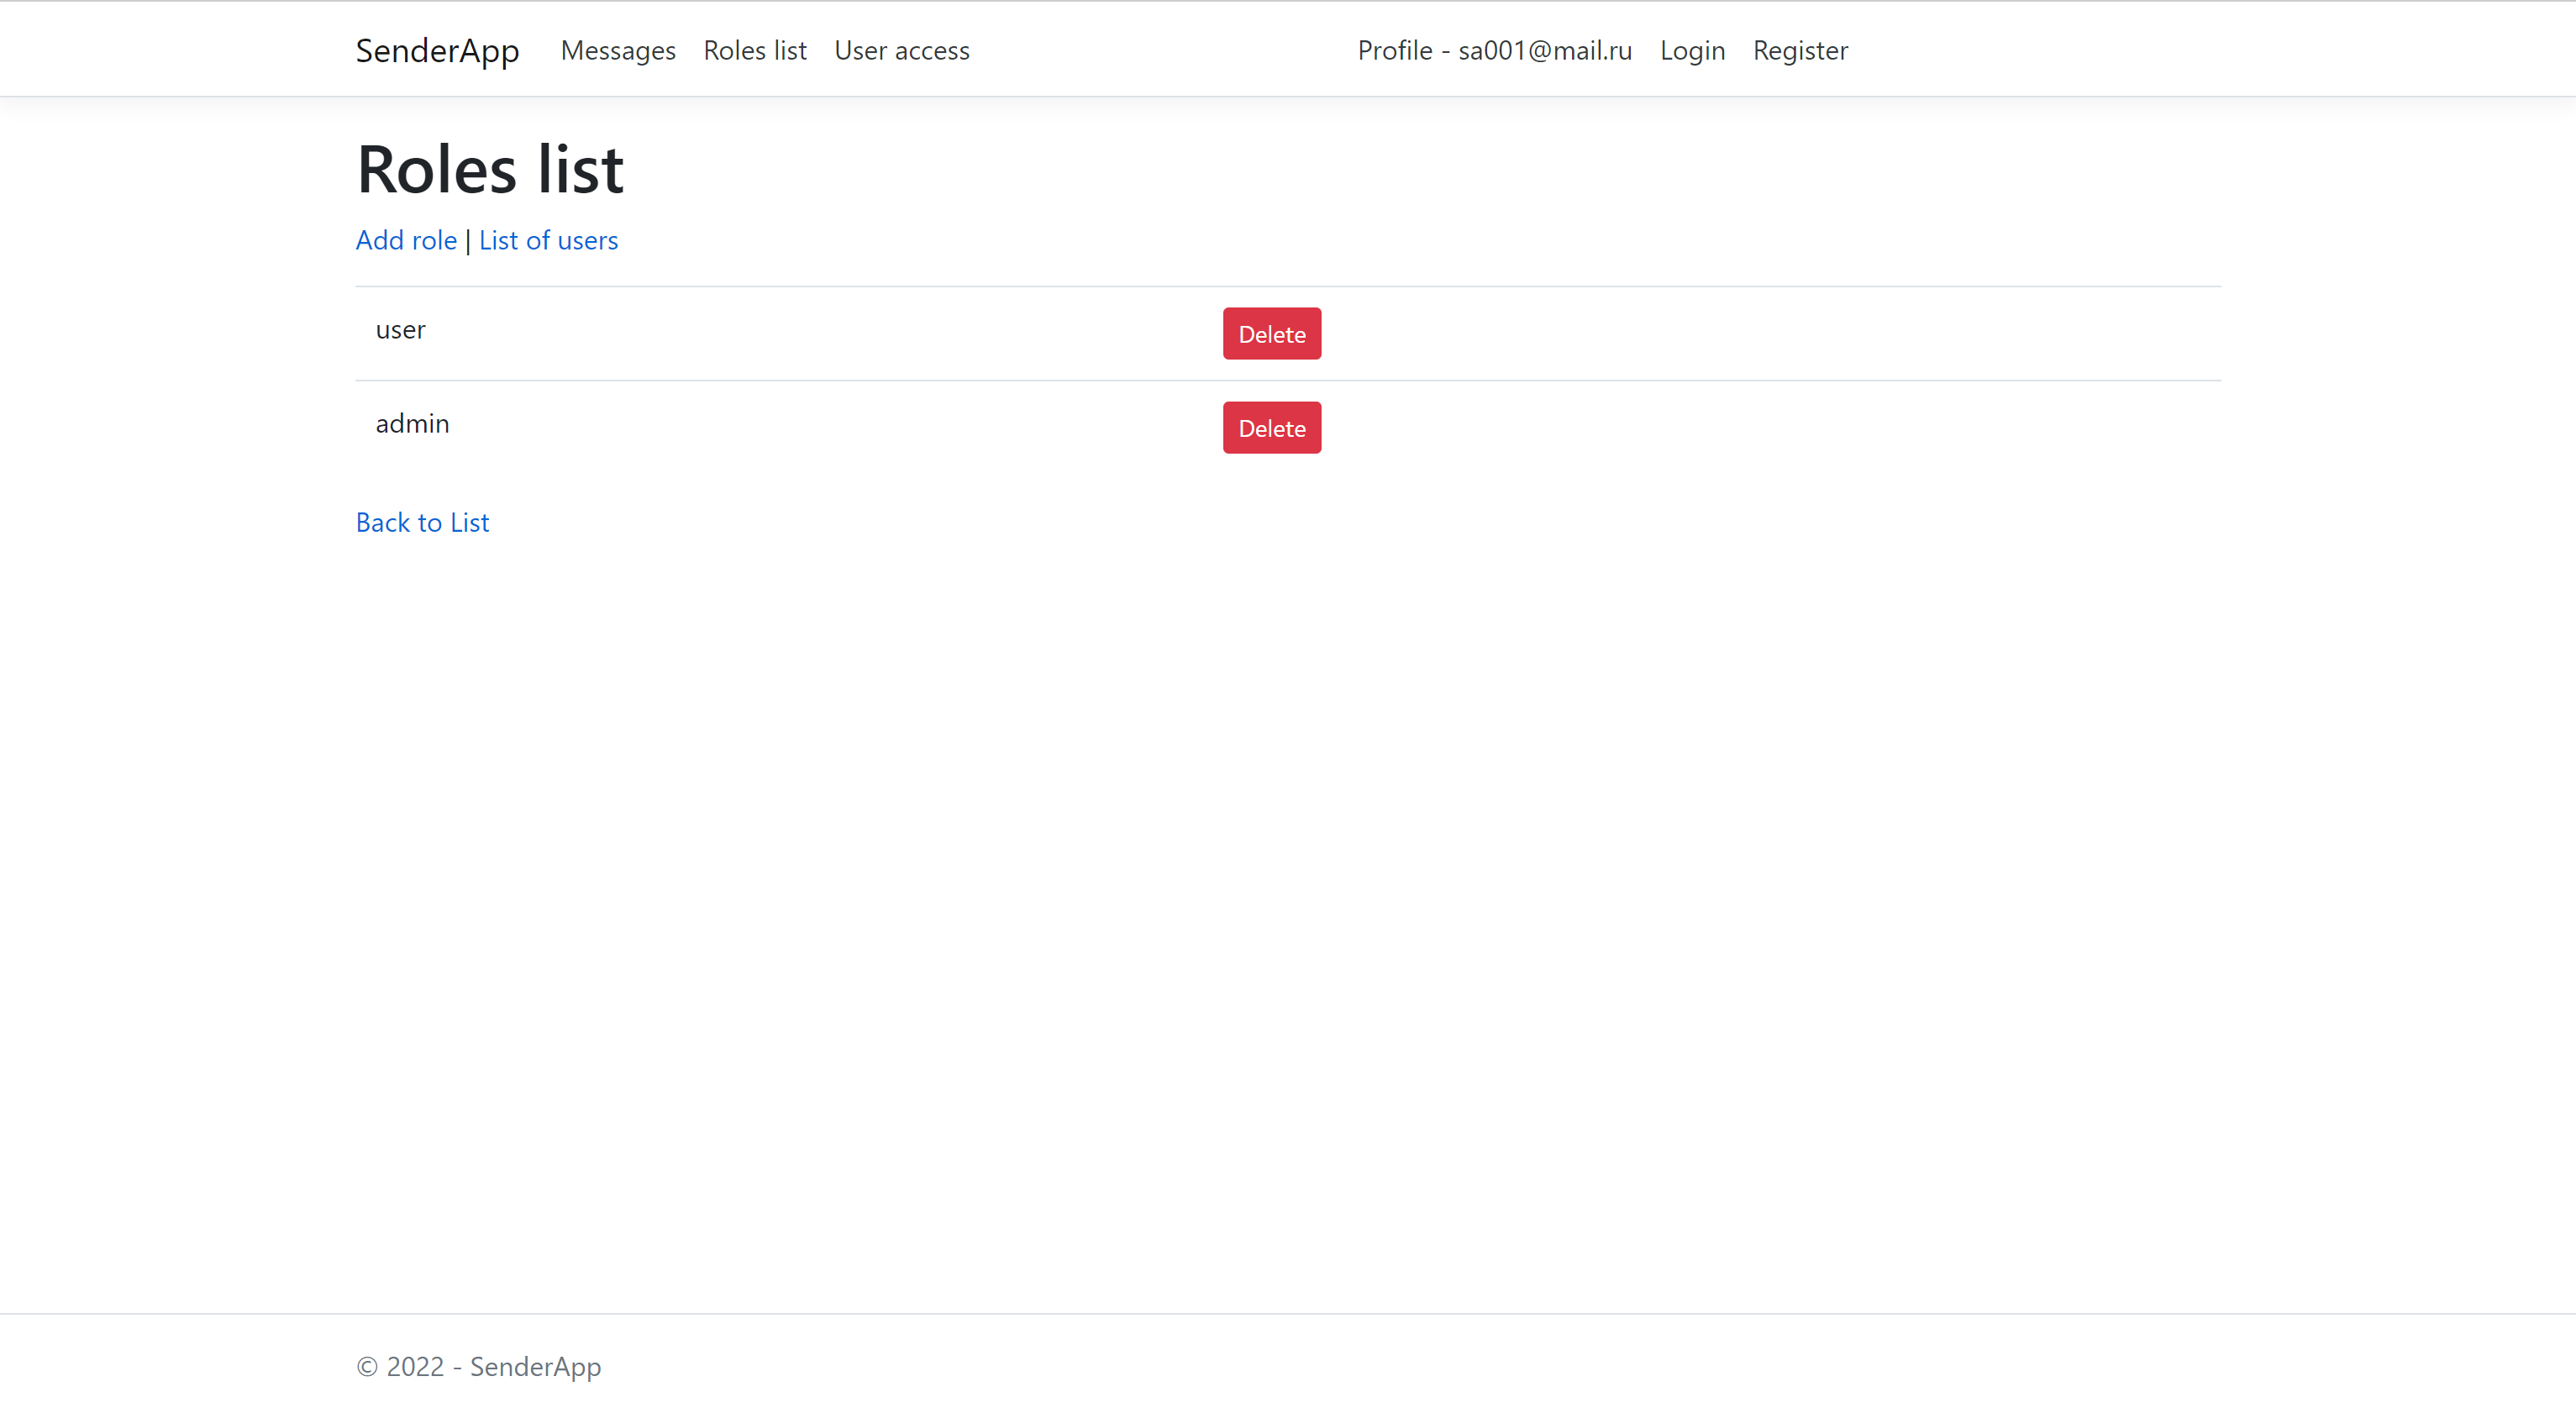 SenderApp Messages Roles list User access Profile - sa001@mail.ru Login Register
Roles list
Add role | List of users
user Delete
admin Delete
Back to List
© 2022 - SenderApp